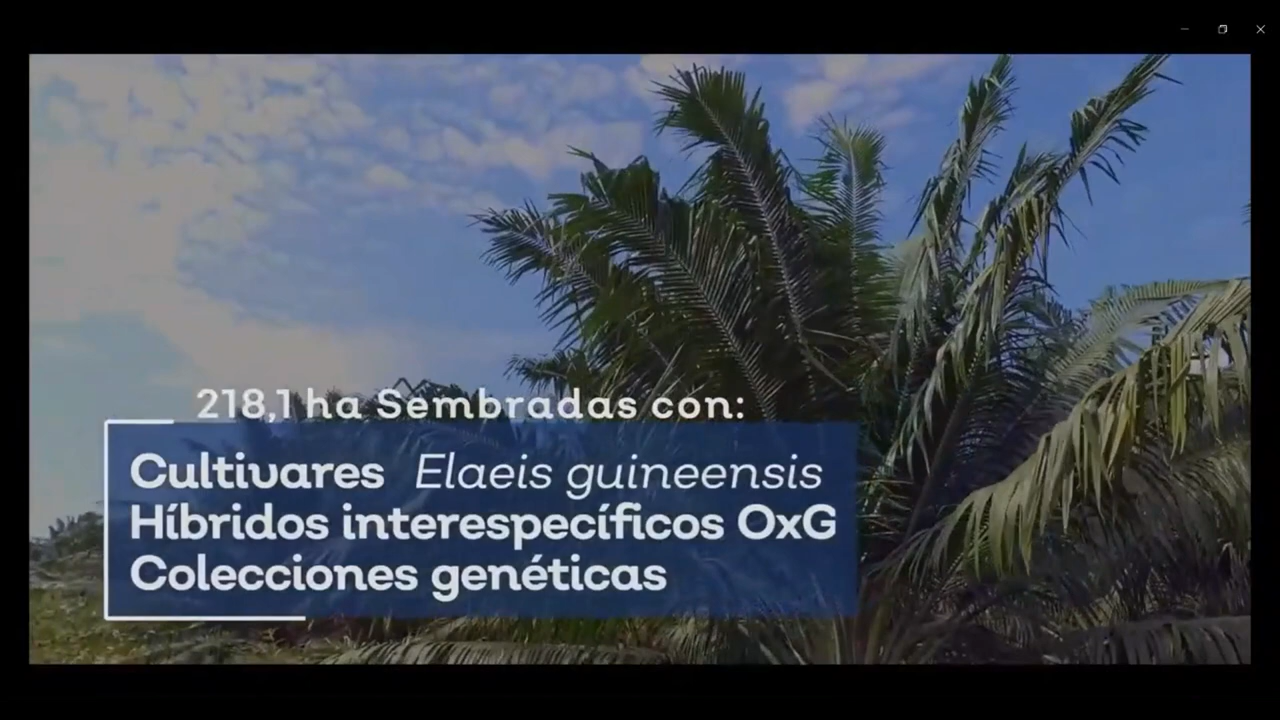 218,1 ha Sembradas con:
Cultivares Elaeis guineensis
Híbridos interespecíficos OxG
Colecciones genéticas